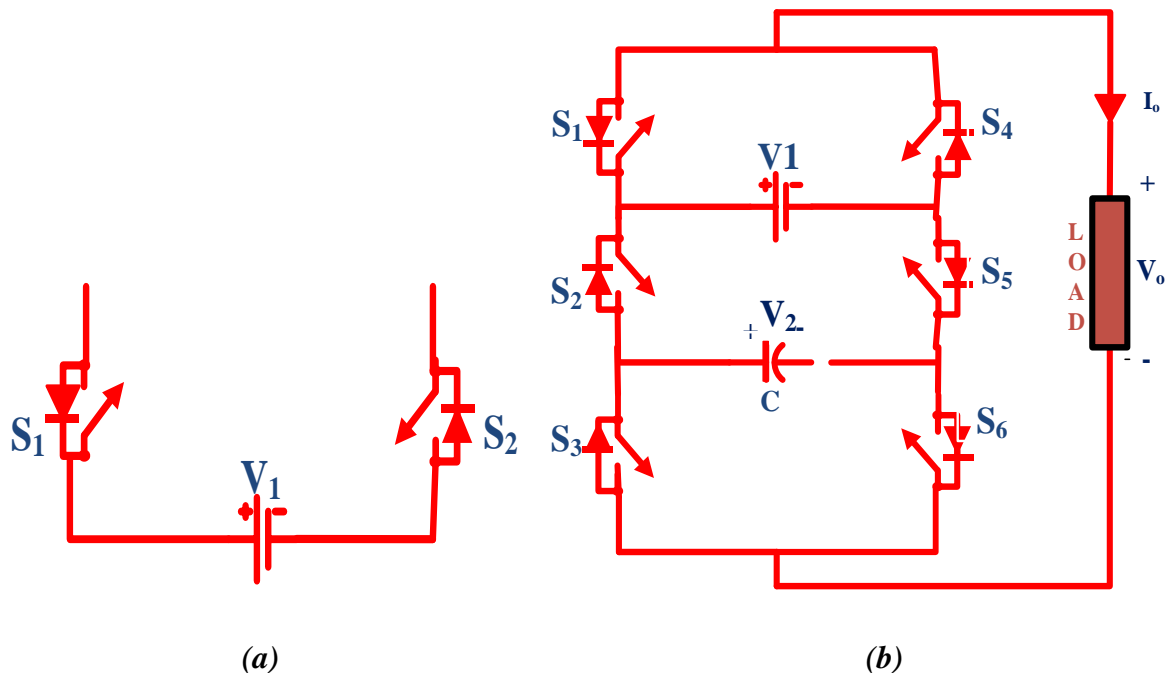 S1
S2
V1
+ -
(a)
S1
S4
V1
+ -
S2
S5
+ V2 -
C
S3
S6
Io
+
LOAD
Vo
- -
(b)